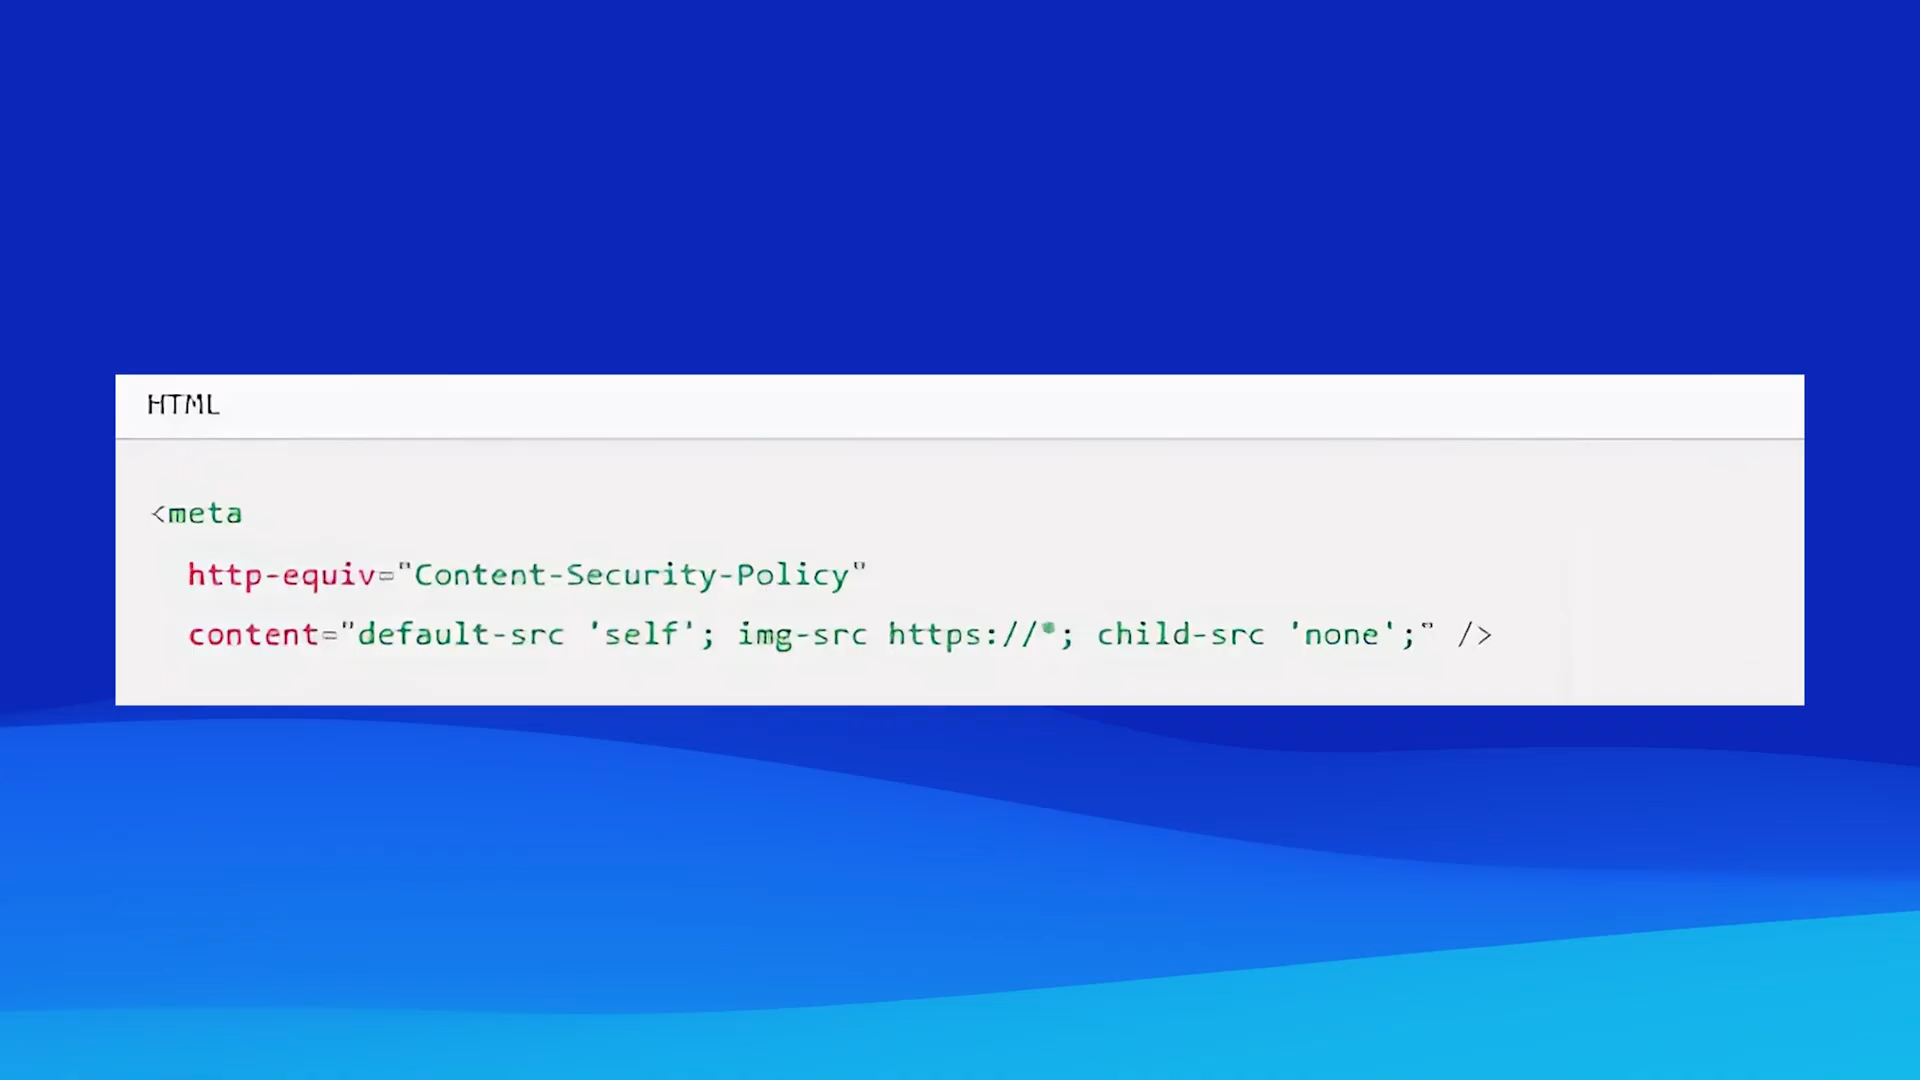 HTML
<meta
http-equiv="Content-Security-Policy"
content="default-src 'self'; img-src https://*; child-src 'none';" />